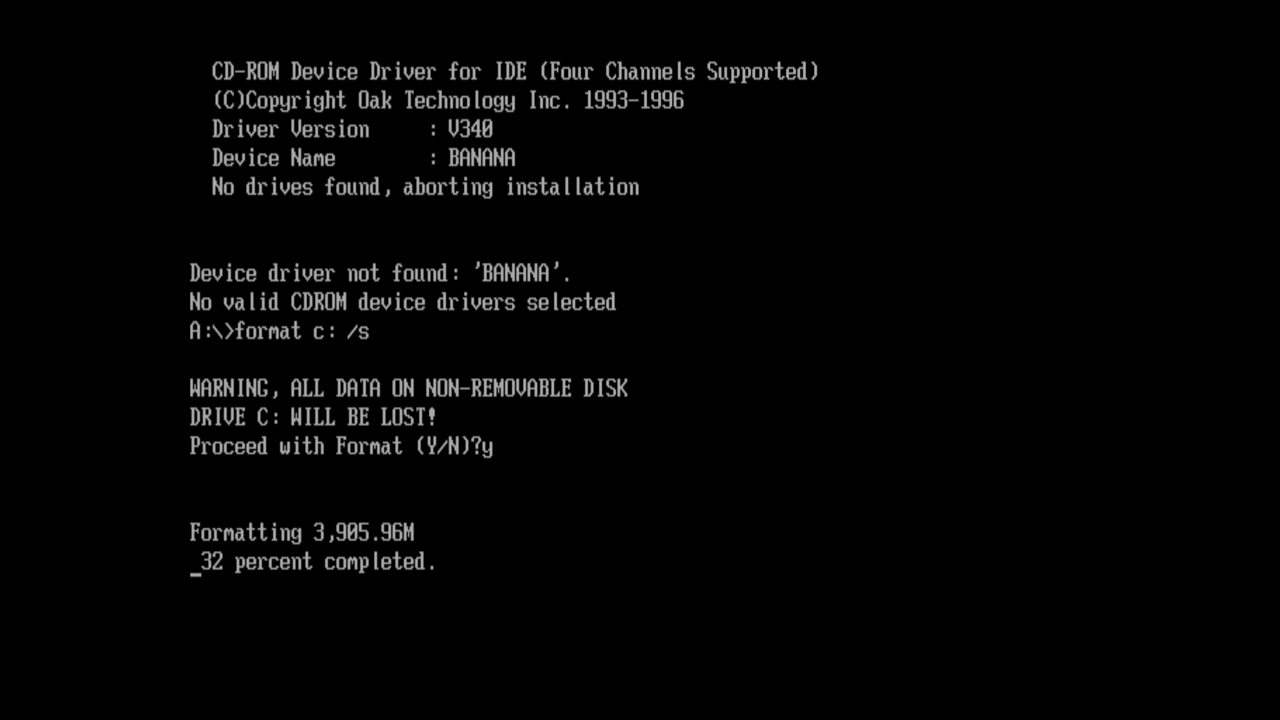 CD-ROM Device Driver for IDE (Four Channels Supported)
(C)Copyright Oak Technology Inc. 1993-1996
Driver Version     : V340
Device Name        : BANANA
No drives found, aborting installation
Device driver not found: 'BANANA'.
No valid CDROM device drivers selected
A:\>format c: /s
WARNING, ALL DATA ON NON-REMOVABLE DISK
DRIVE C: WILL BE LOST!
Proceed with Format (Y/N)?y
Formatting 3,905.96M
_32 percent completed.